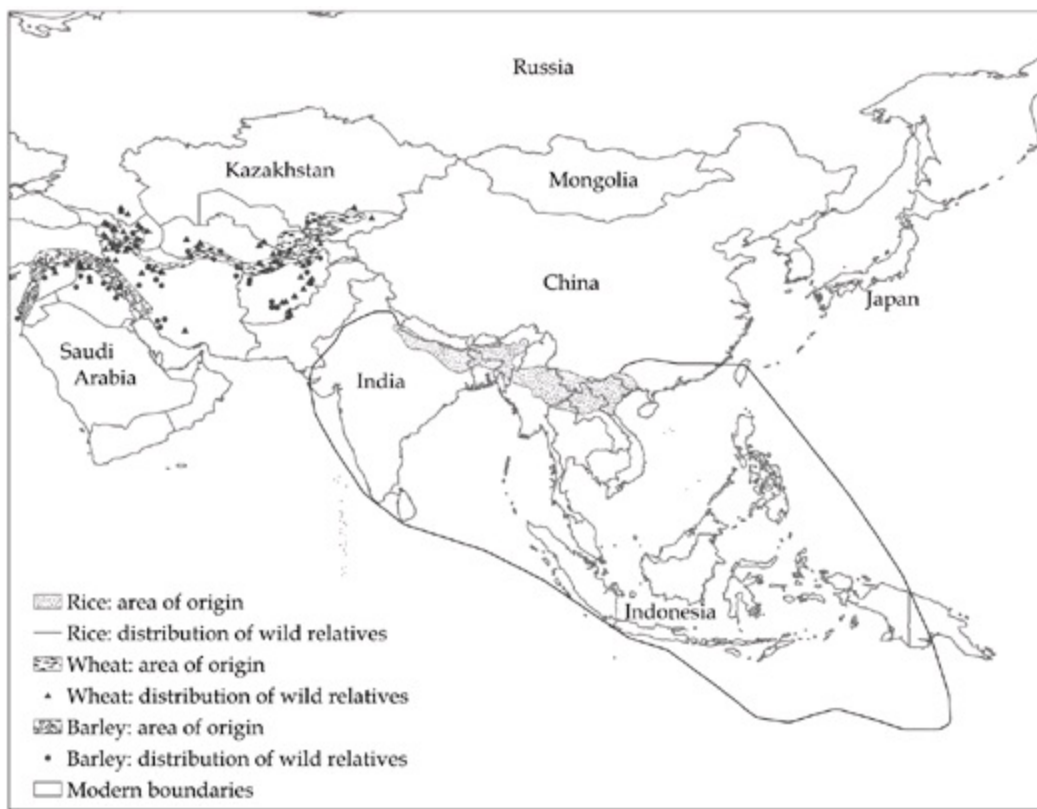 Russia
Kazakhstan
Mongolia
China
Japan
Saudi
Arabia
India
Indonesia
Rice: area of origin
Rice: distribution of wild relatives
Wheat: area of origin
Wheat: distribution of wild relatives
Barley: area of origin
Barley: distribution of wild relatives
Modern boundaries